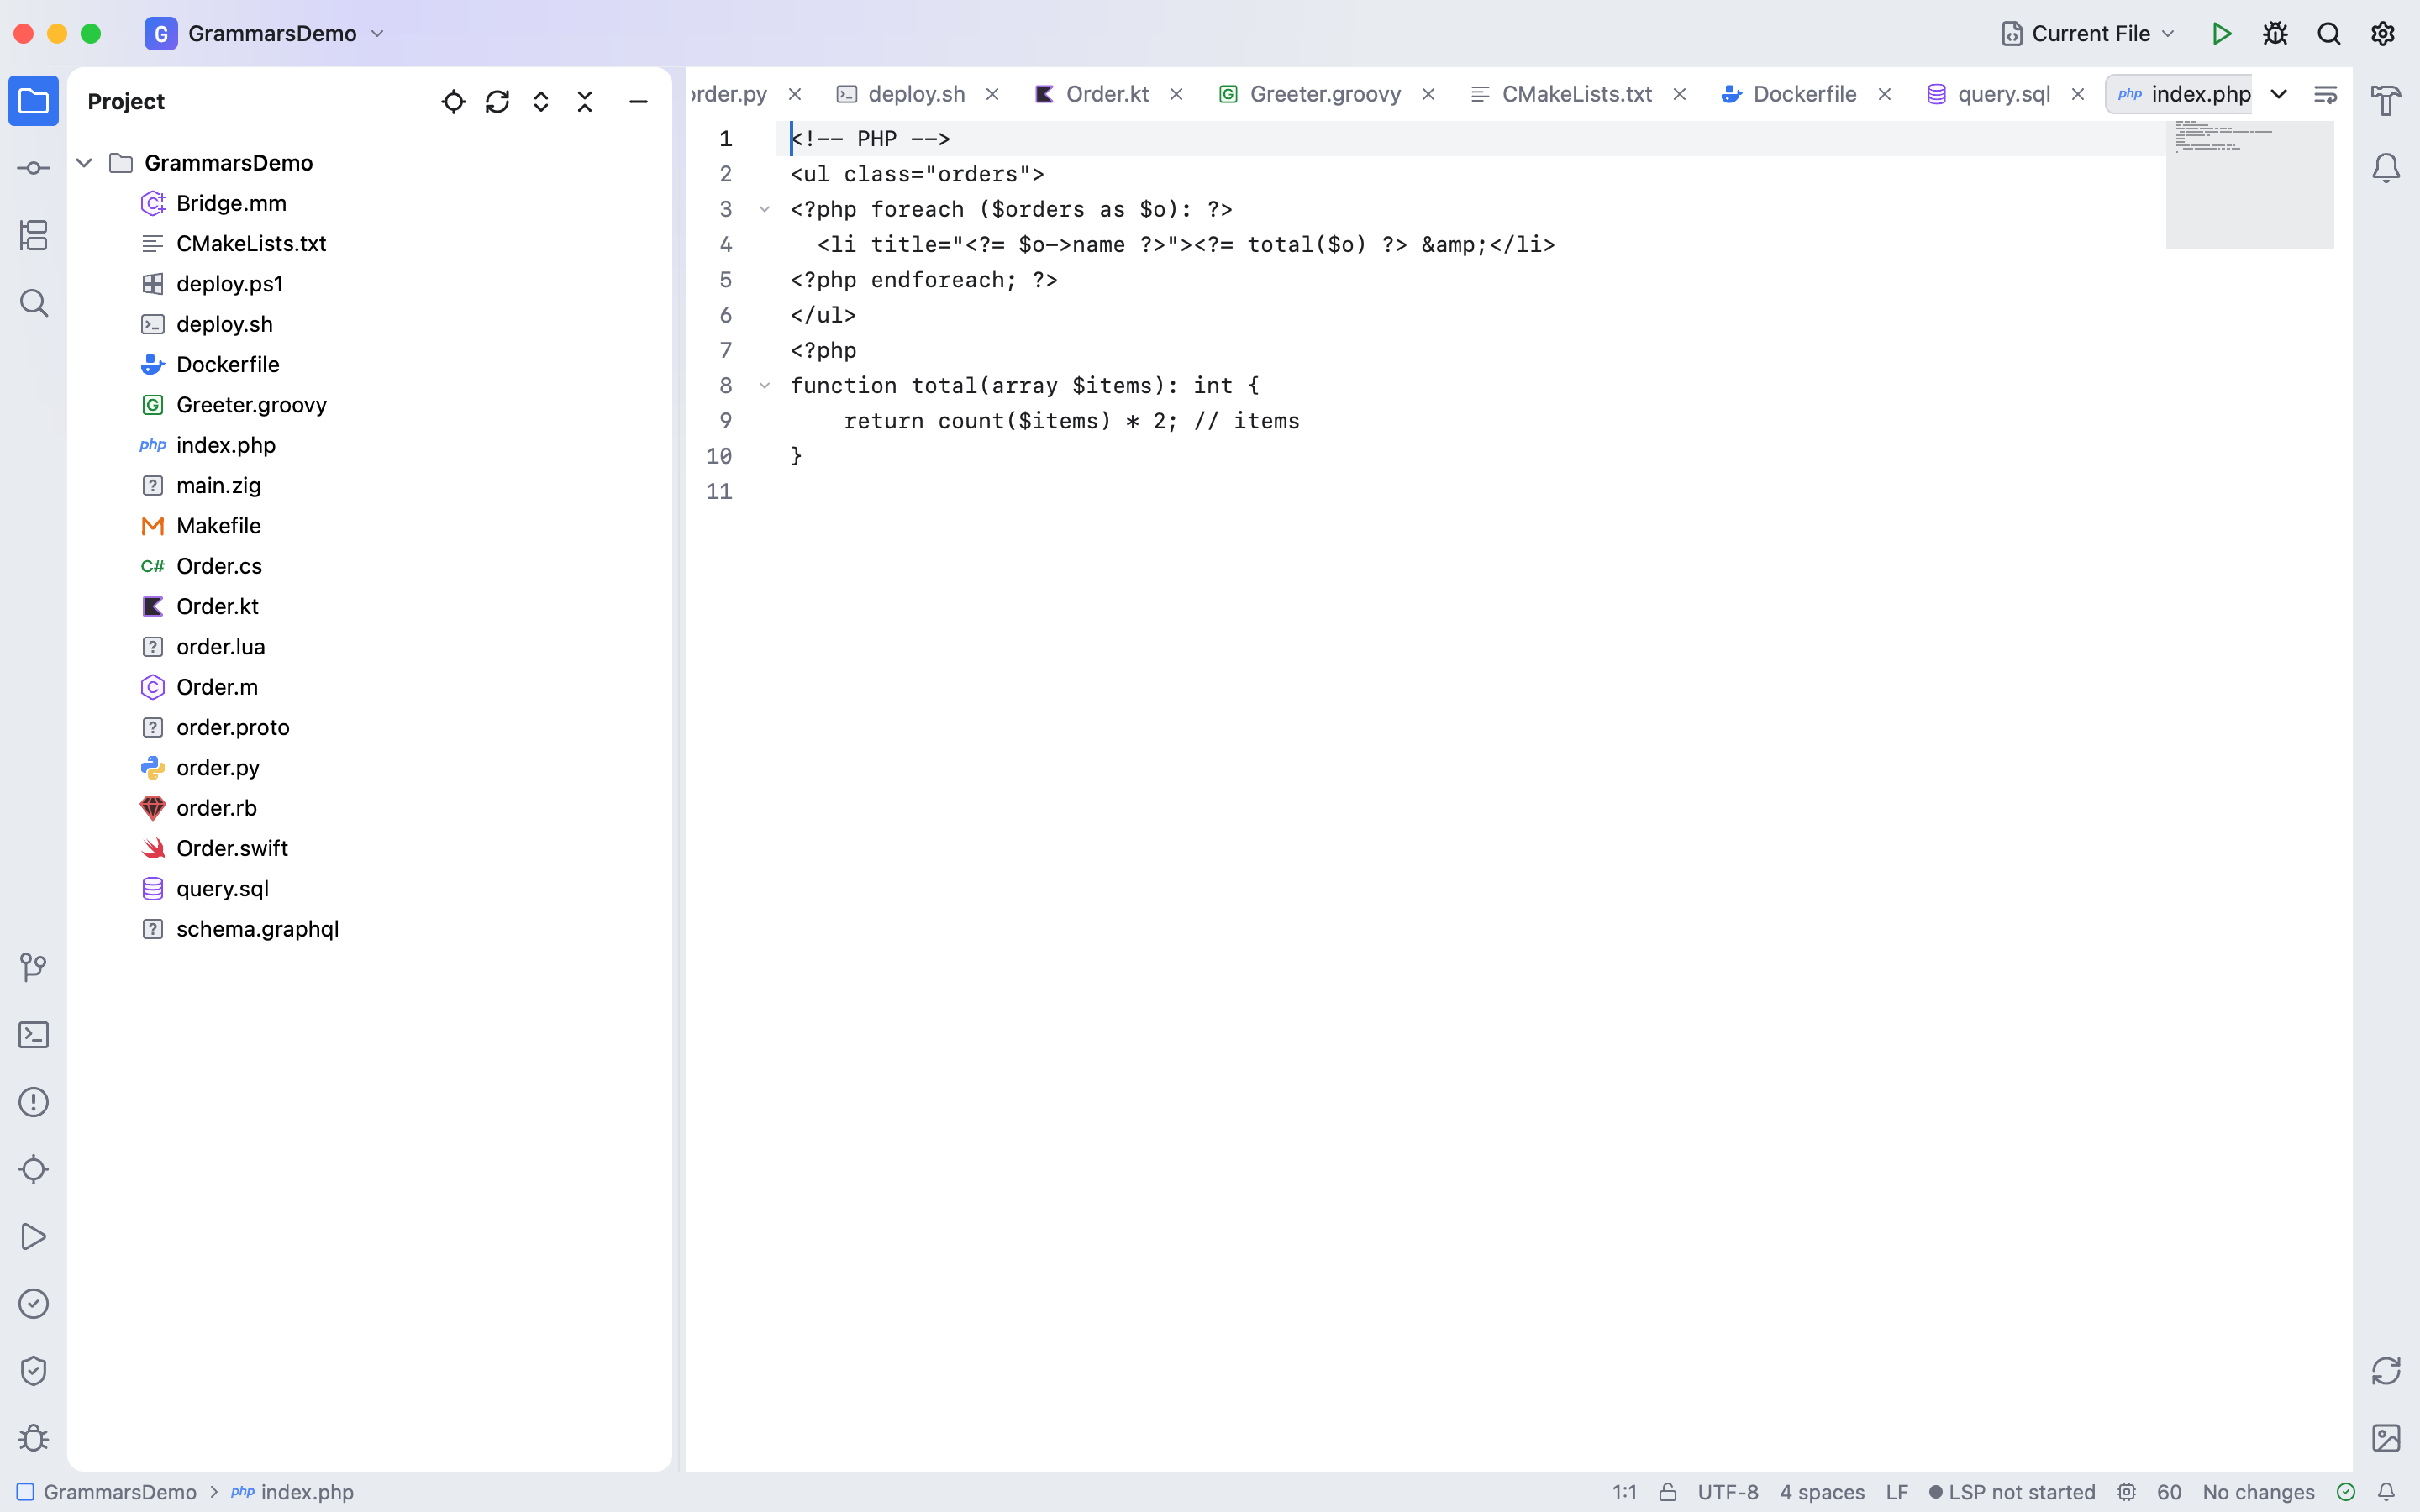 G GrammarsDemo
Current File
Project
order.py
deploy.sh
Order.kt
Greeter.groovy
CMakeLists.txt
Dockerfile
query.sql
php index.php
GrammarsDemo
Bridge.mm
CMakeLists.txt
deploy.ps1
deploy.sh
Dockerfile
Greeter.groovy
php index.php
main.zig
Makefile
C# Order.cs
Order.kt
order.lua
Order.m
order.proto
order.py
order.rb
Order.swift
query.sql
schema.graphql
1 <!-- PHP -->
2 <ul class="orders">
3 <?php foreach ($orders as $o): ?>
4   <li title="<?= $o->name ?>"><?= total($o) ?> &amp;</li>
5 <?php endforeach; ?>
6 </ul>
7 <?php
8 function total(array $items): int {
9     return count($items) * 2; // items
10 }
11
GrammarsDemo > php index.php
1:1 UTF-8 4 spaces LF LSP not started 60 No changes